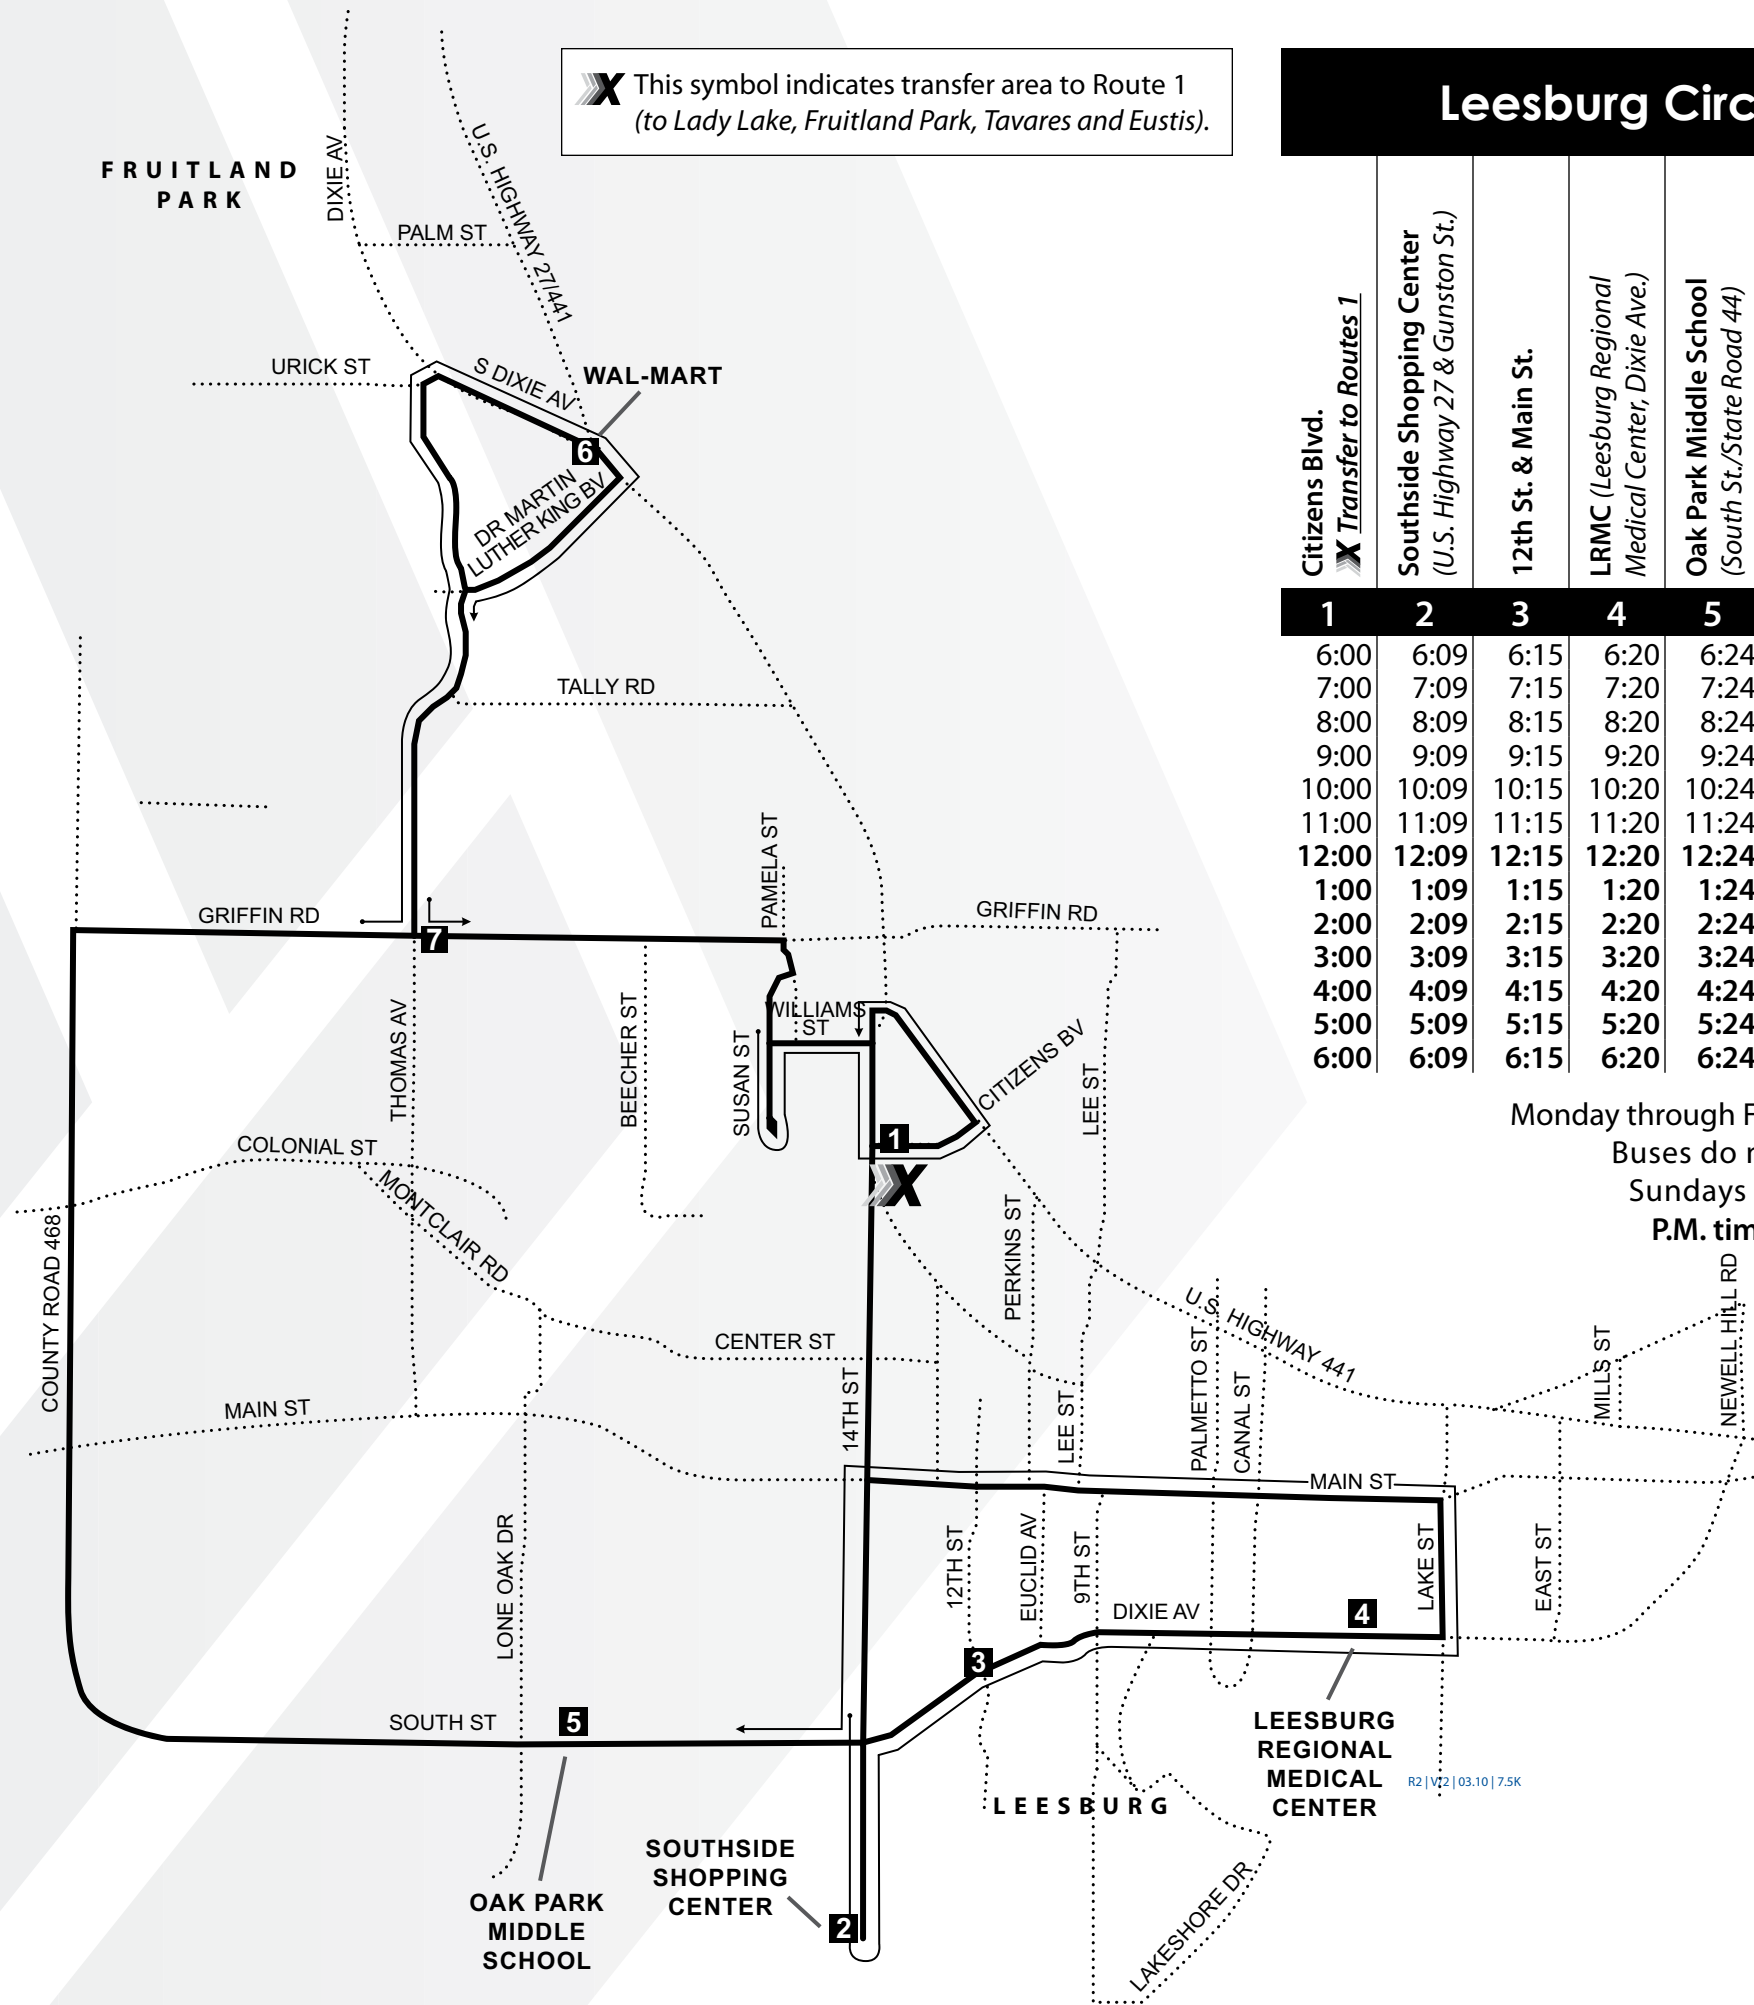 X This symbol indicates transfer area to Route 1
(to Lady Lake, Fruitland Park, Tavares and Eustis).
Leesburg Circ
FRUITLAND
PARK
DIXIE AV
U.S. HIGHWAY 27/441
PALM ST
URICK ST
S DIXIE AV
WAL-MART
6
DR MARTIN
LUTHER KING BV
TALLY RD
PAMELA ST
GRIFFIN RD
GRIFFIN RD
7
THOMAS AV
BEECHER ST
SUSAN ST
WILLIAMS
ST
CITIZENS BV
LEE ST
1
X
COLONIAL ST
MONTCLAIR RD
COUNTY ROAD 468
PERKINS ST
CENTER ST
14TH ST
MAIN ST
LEE ST
U.S. HIGHWAY 441
PALMETTO ST
CANAL ST
MILLS ST
NEWELL HILL RD
MAIN ST
LONE OAK DR
12TH ST
EUCLID AV
9TH ST
LAKE ST
EAST ST
DIXIE AV
4
3
SOUTH ST
5
LEESBURG
REGIONAL
MEDICAL
CENTER
R2 | V.2 | 03.10 | 7.5K
LEESBURG
SOUTHSIDE
SHOPPING
CENTER
2
OAK PARK
MIDDLE
SCHOOL
LAKESHORE DR
Citizens Blvd.
X Transfer to Routes 1
Southside Shopping Center
(U.S. Highway 27 & Gunston St.)
12th St. & Main St.
LRMC (Leesburg Regional
Medical Center, Dixie Ave.)
Oak Park Middle School
(South St./State Road 44)
1 2 3 4 5
6:00 6:09 6:15 6:20 6:24
7:00 7:09 7:15 7:20 7:24
8:00 8:09 8:15 8:20 8:24
9:00 9:09 9:15 9:20 9:24
10:00 10:09 10:15 10:20 10:24
11:00 11:09 11:15 11:20 11:24
12:00 12:09 12:15 12:20 12:24
1:00 1:09 1:15 1:20 1:24
2:00 2:09 2:15 2:20 2:24
3:00 3:09 3:15 3:20 3:24
4:00 4:09 4:15 4:20 4:24
5:00 5:09 5:15 5:20 5:24
6:00 6:09 6:15 6:20 6:24
Monday through F
Buses do
Sundays
P.M. tim